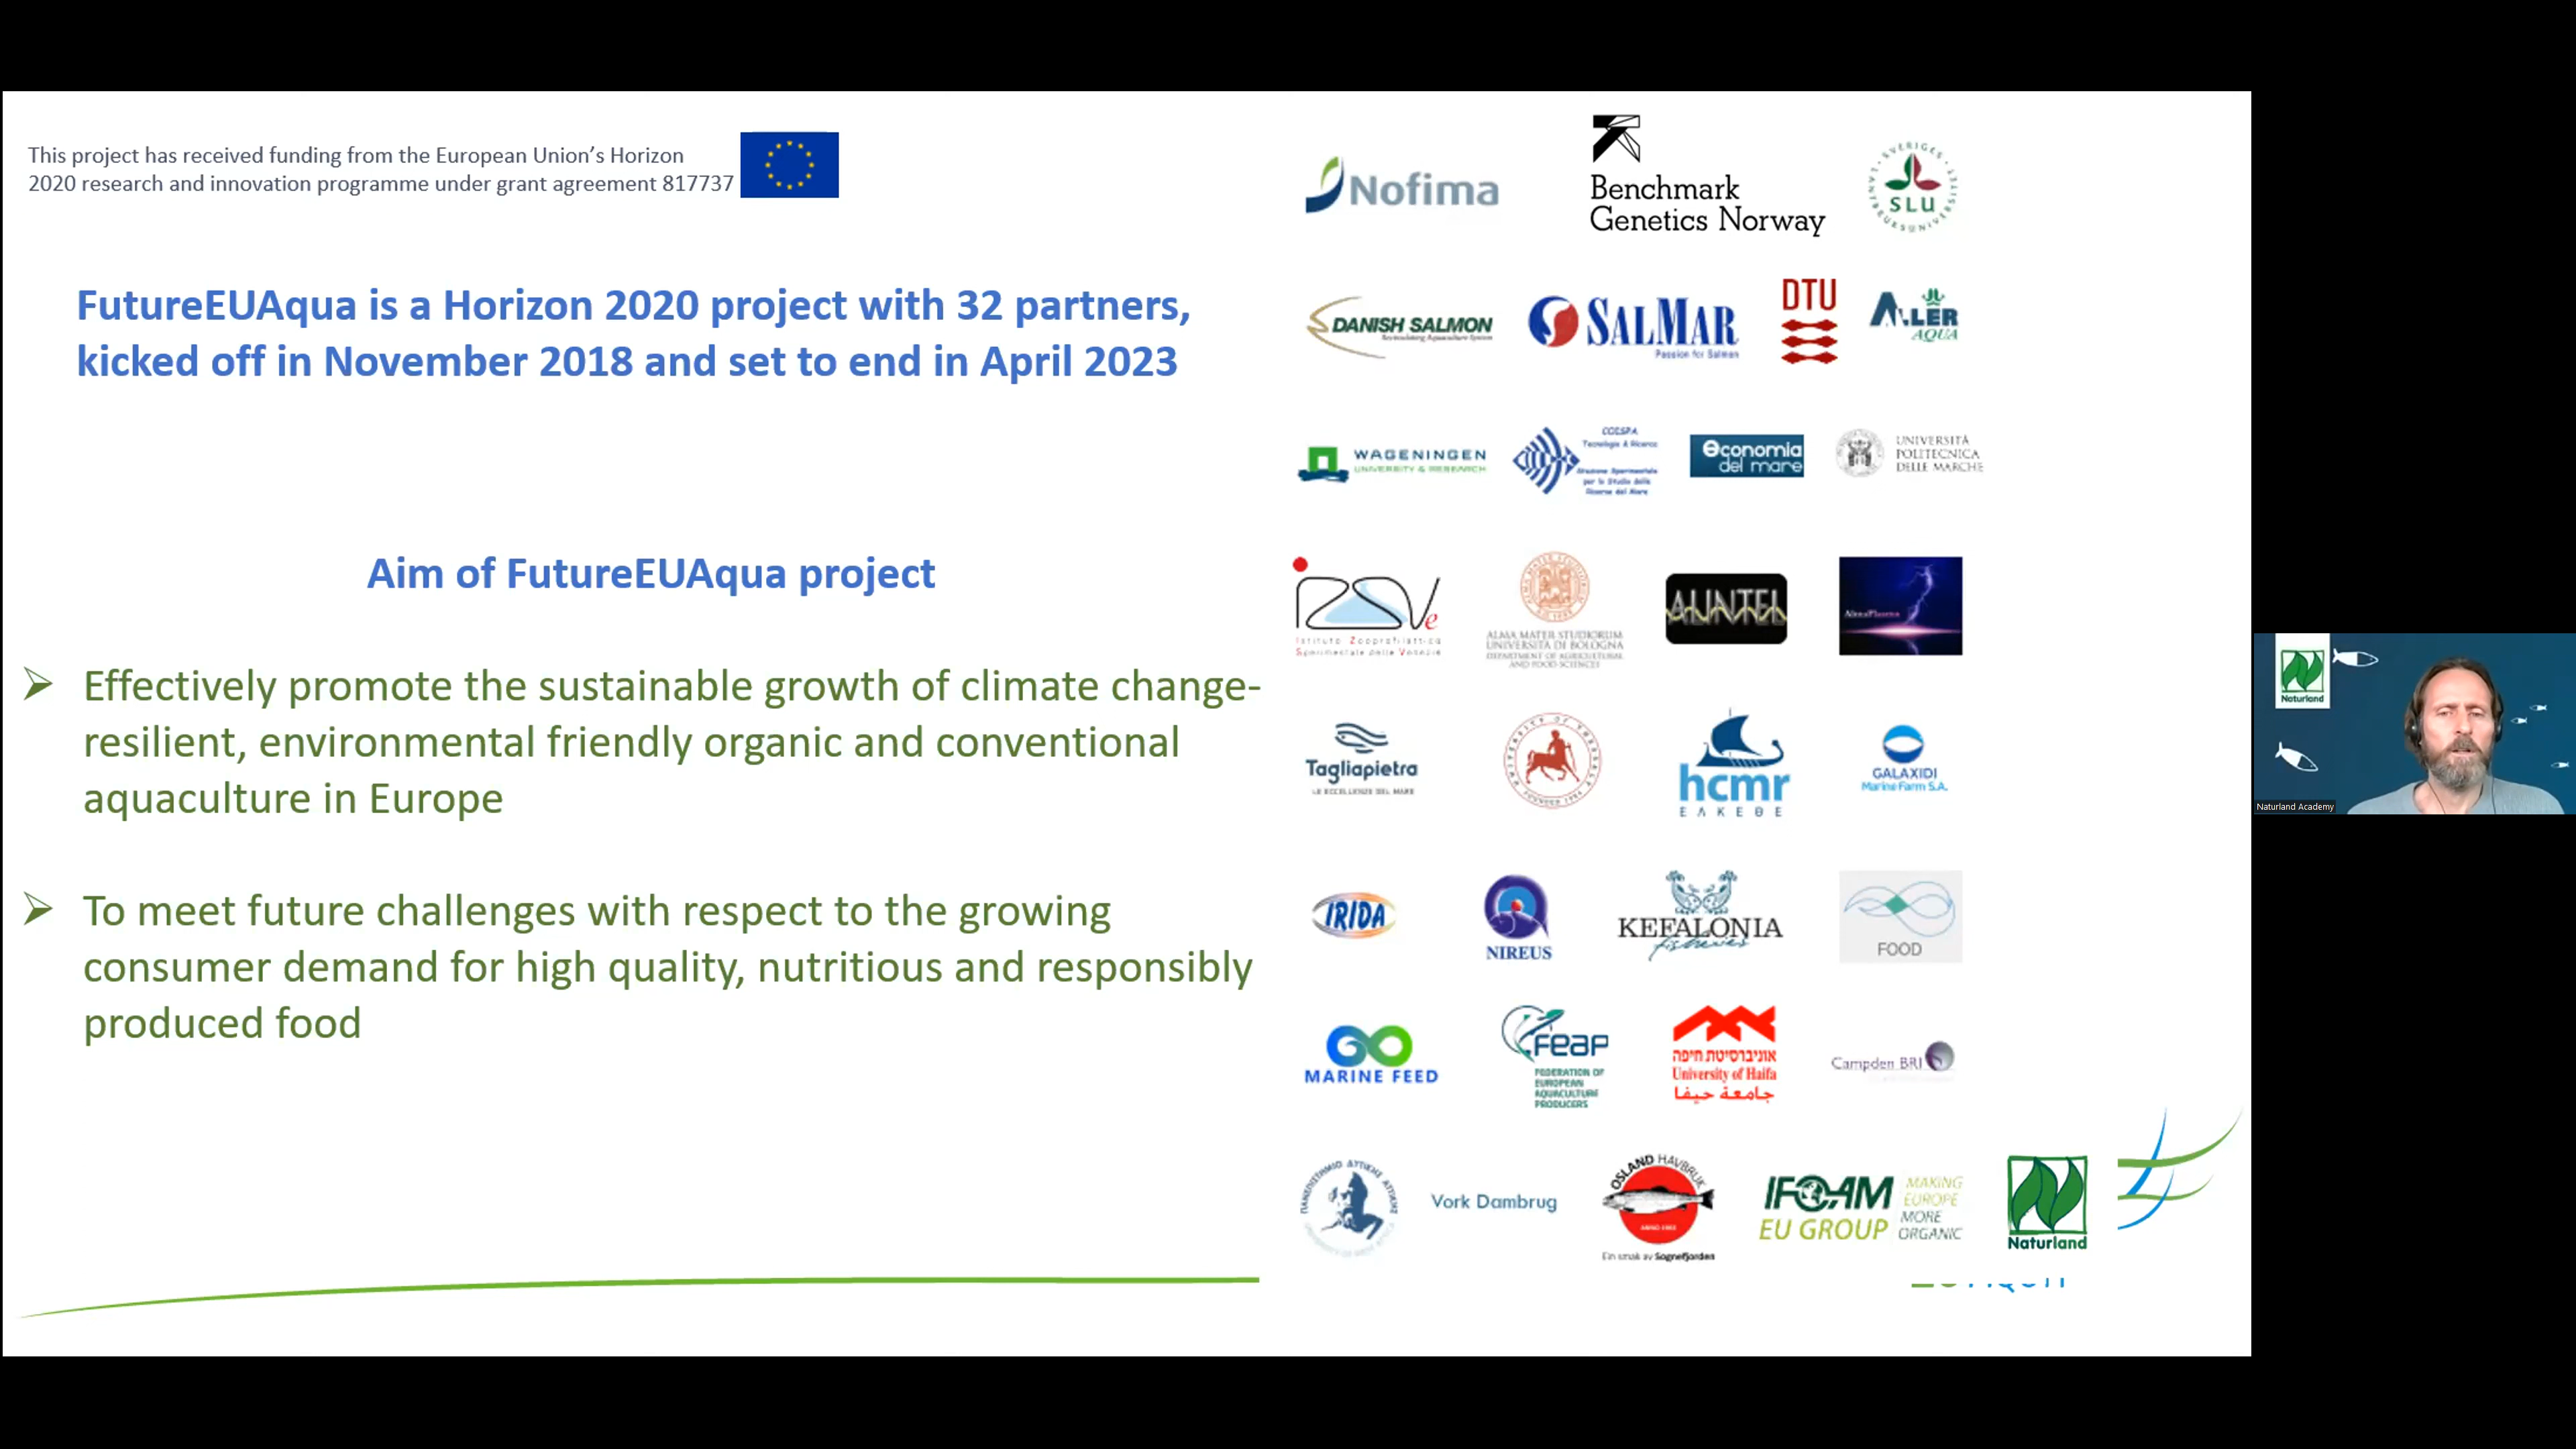 This project has received funding from the European Union's Horizon
2020 research and innovation programme under grant agreement 817737
FutureEUAqua is a Horizon 2020 project with 32 partners,
kicked off in November 2018 and set to end in April 2023
Aim of FutureEUAqua project
Effectively promote the sustainable growth of climate change-
resilient, environmental friendly organic and conventional
aquaculture in Europe
To meet future challenges with respect to the growing
consumer demand for high quality, nutritious and responsibly
produced food
Nofima
Benchmark
Genetics Norway
SLU
DANISH SALMON
SALMAR
Passion for Salmon
DTU
ALLER
AQUA
WAGENINGEN
UNIVERSITY & RESEARCH
COISPA
Tecnologia & Ricerca
Stazione Sperimentale
per lo Studio delle
Risorse del Mare
economia
del mare
UNIVERSITÀ
POLITECNICA
DELLE MARCHE
IZSVe
Istituto Zooprofilattico
Sperimentale delle Venezie
ALMA MATER STUDIORUM
UNIVERSITÀ DI BOLOGNA
DEPARTMENT OF AGRICULTURAL
AND FOOD SCIENCES
AlmaPlasma
Tagliapietra
LE ECCELLENZE DEL MARE
hcmr
ΕΛΚΕΘΕ
GALAXIDI
Marine Farm S.A.
IRIDA
NIREUS
KEFALONIA
fisheries
FOOD
MARINE FEED
FEAP
FEDERATION OF
EUROPEAN
AQUACULTURE
PRODUCERS
אוניברסיטת חיפה
University of Haifa
جامعة حيفا
Campden BRI
Vork Dambrug
OSLAND HAVBRUK
Ein smak av Sognefjorden
IFOAM
EU GROUP
MAKING
EUROPE
MORE
ORGANIC
Naturland
Naturland
Naturland Academy